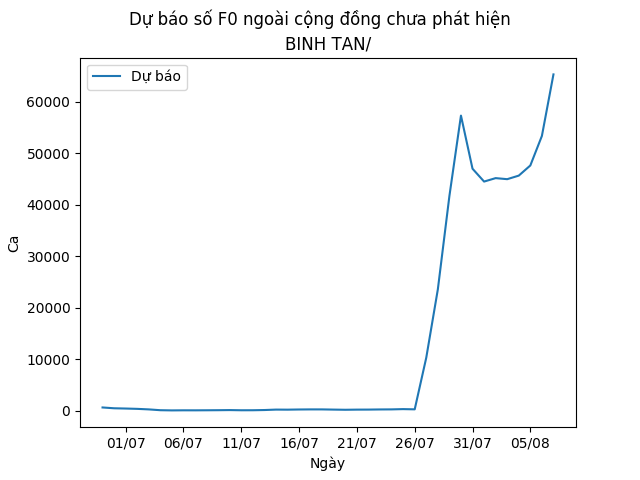 Dự báo số F0 ngoài cộng đồng chưa phát hiện
BINH TAN/
Dự báo
60000
50000
40000
30000
20000
10000
0
Ca
01/07 06/07 11/07 16/07 21/07 26/07 31/07 05/08
Ngày